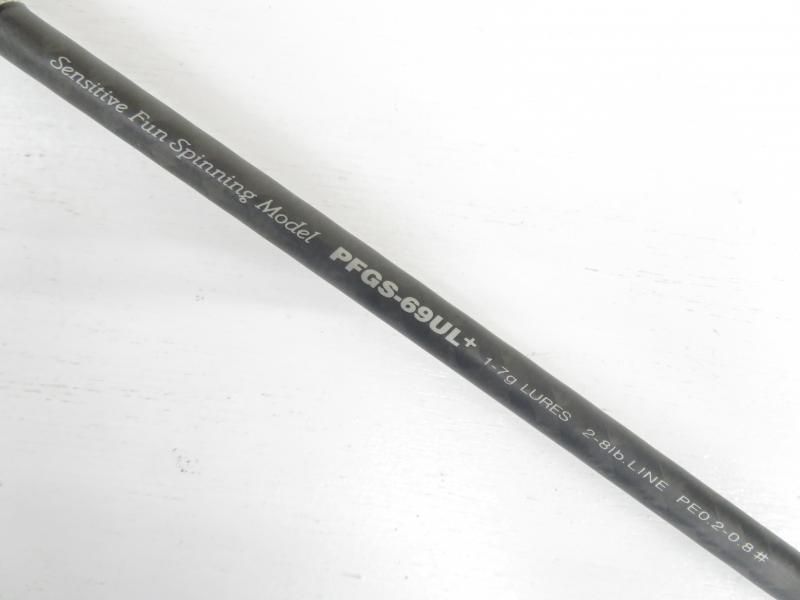 Sensitive Fun Spinning Model PFGS-69UL+ 1-7g LURES 2-8lb.LINE PE0.2-0.8#